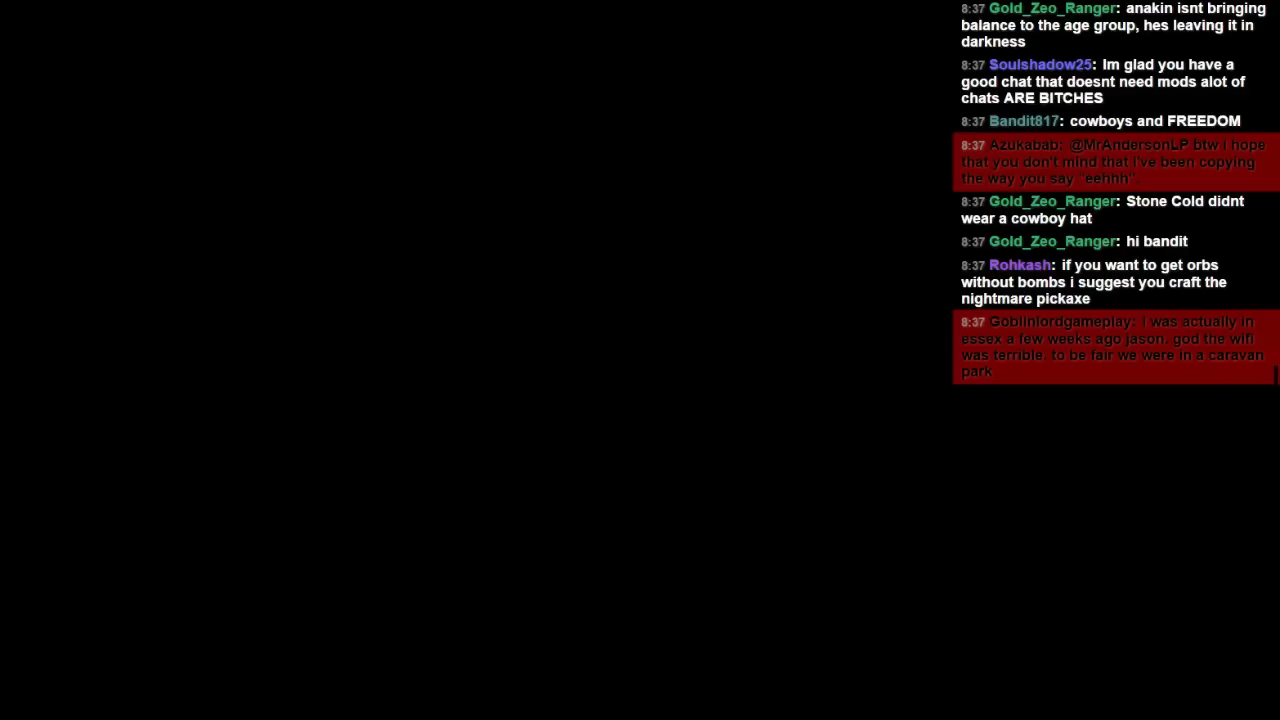 8:37 Gold_Zeo_Ranger: anakin isnt bringing
balance to the age group, hes leaving it in
darkness
8:37 Soulshadow25: Im glad you have a
good chat that doesnt need mods alot of
chats ARE BITCHES
8:37 Bandit817: cowboys and FREEDOM
8:37 Azukabab: @MrAndersonLP btw i hope
that you don't mind that i've been copying
the way you say "eehhh".
8:37 Gold_Zeo_Ranger: Stone Cold didnt
wear a cowboy hat
8:37 Gold_Zeo_Ranger: hi bandit
8:37 Rohkash: if you want to get orbs
without bombs i suggest you craft the
nightmare pickaxe
8:37 Goblinlordgameplay: I was actually in
essex a few weeks ago jason. god the wifi
was terrible. to be fair we were in a caravan
park